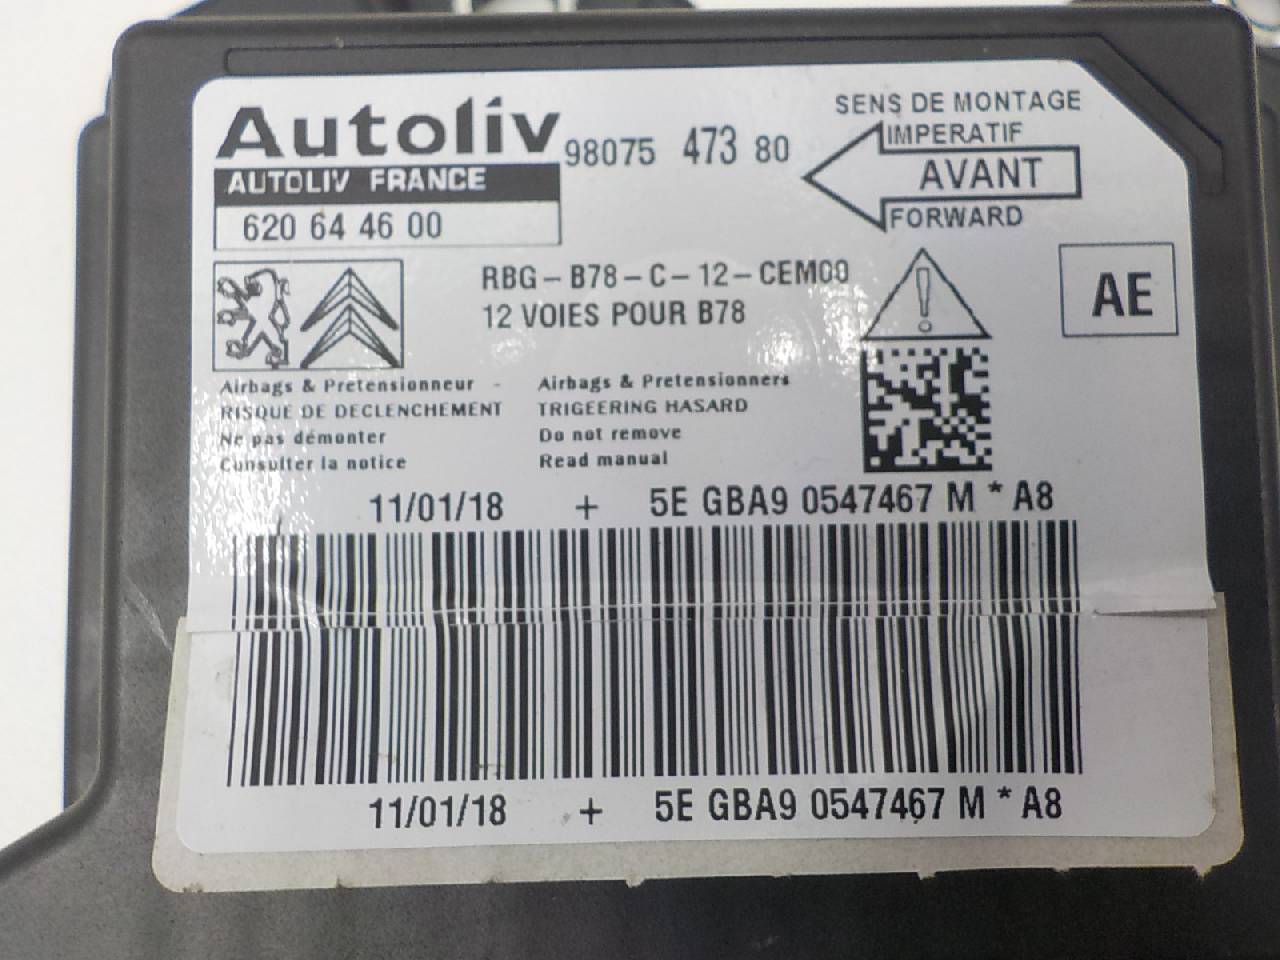 Autoliv 98075 473 80
AUTOLIV FRANCE
620 64 46 00
SENS DE MONTAGE
IMPERATIF
AVANT
FORWARD
RBG-B78-C-12-CEM00
12 VOIES POUR B78
AE
Airbags & Pretensionneur -
RISQUE DE DECLENCHEMENT
Ne pas démonter
Consulter la notice
Airbags & Pretensionners
TRIGEERING HASARD
Do not remove
Read manual
11/01/18 + 5E GBA9 0547467 M * A8
11/01/18 + 5E GBA9 0547467 M * A8